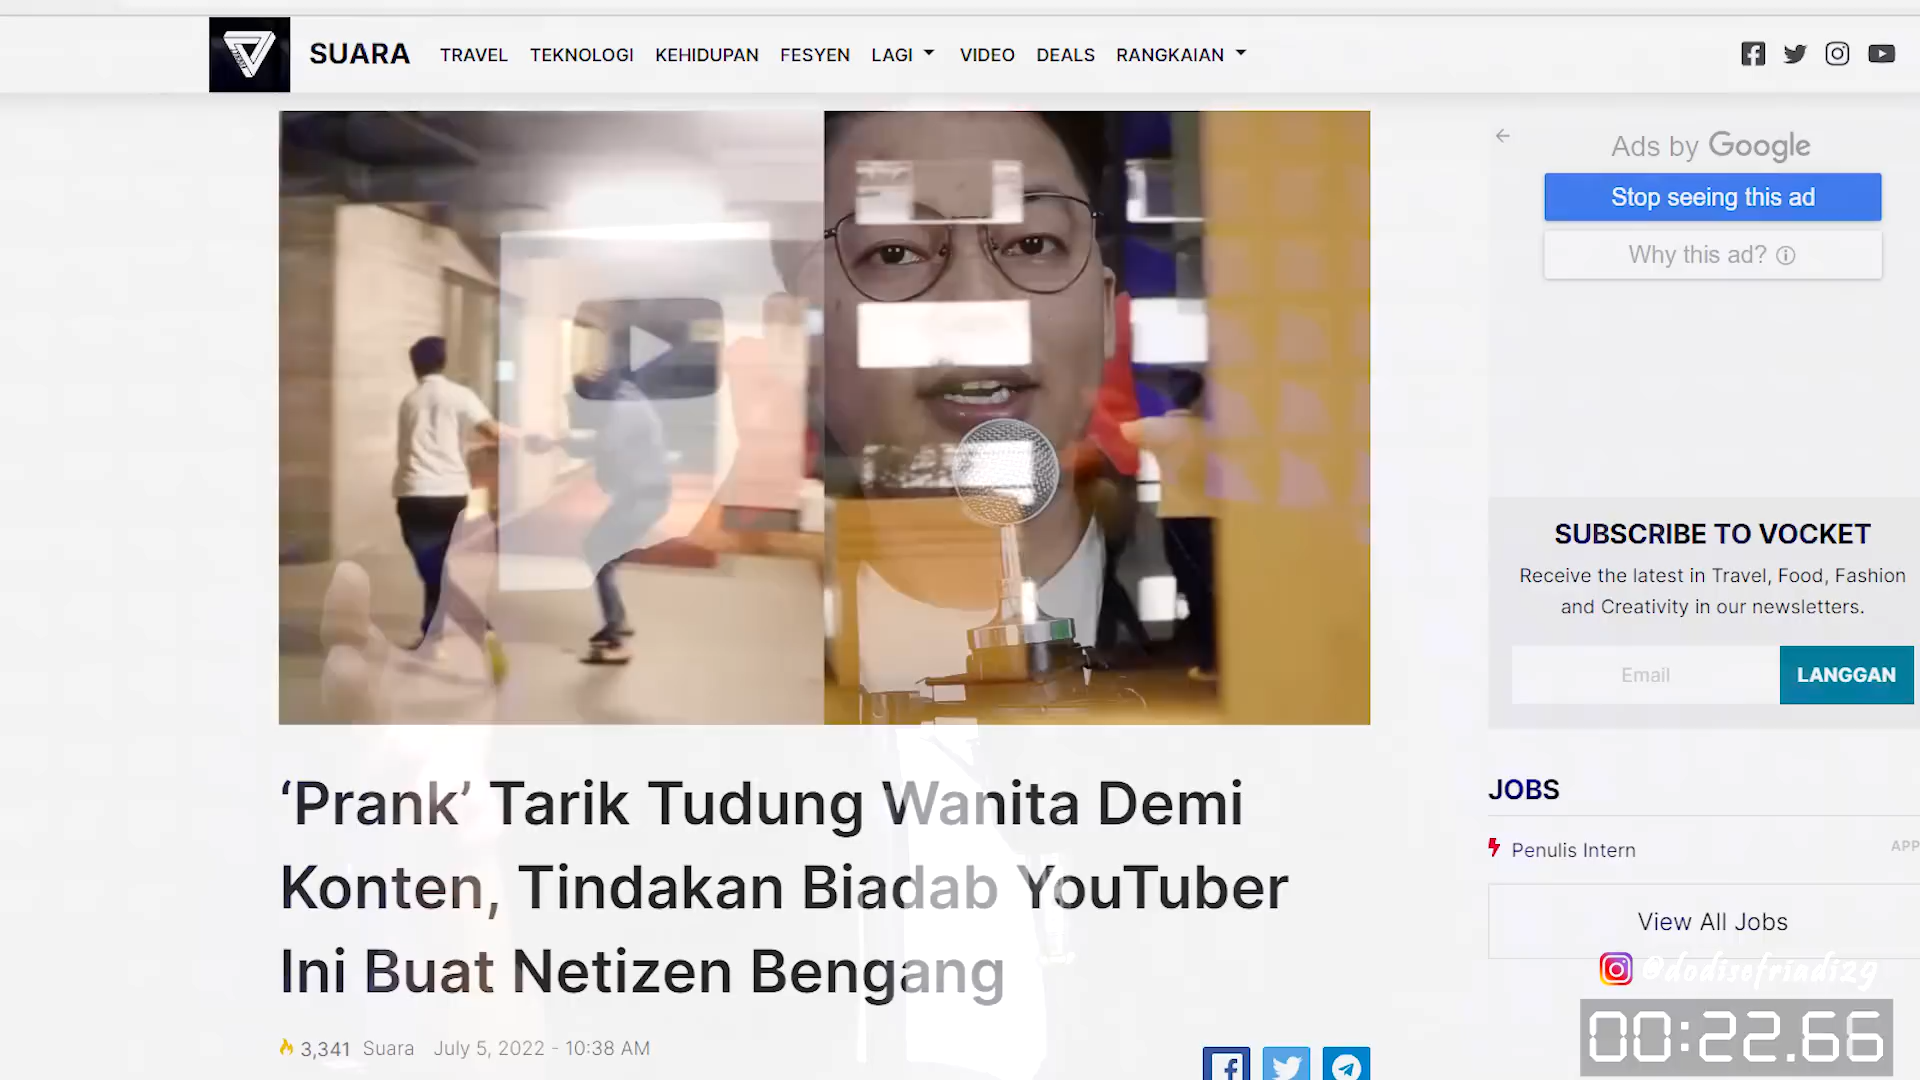 SUARA TRAVEL TEKNOLOGI KEHIDUPAN FESYEN LAGI VIDEO DEALS RANGKAIAN
Ads by Google
Stop seeing this ad
Why this ad?
SUBSCRIBE TO VOCKET
Receive the latest in Travel, Food, Fashion
and Creativity in our newsletters.
Email LANGGAN
‘Prank’ Tarik Tudung Wanita Demi
Konten, Tindakan Biadab YouTuber
Ini Buat Netizen Bengang
3,341 Suara July 5, 2022 - 10:38 AM
JOBS
Penulis Intern APP
View All Jobs
@dodisefriadi29
00:22.66